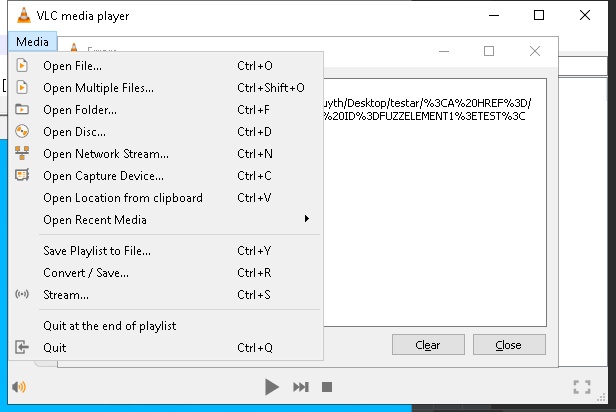 VLC media player
Media
Open File... Ctrl+O
Open Multiple Files... Ctrl+Shift+O
Open Folder... Ctrl+F
Open Disc... Ctrl+D
Open Network Stream... Ctrl+N
Open Capture Device... Ctrl+C
Open Location from clipboard Ctrl+V
Open Recent Media
Save Playlist to File... Ctrl+Y
Convert / Save... Ctrl+R
Stream... Ctrl+S
Quit at the end of playlist
Quit Ctrl+Q
uyth/Desktop/testar/%3CA%20HREF%3D/
%20ID%3DFUZZELEMENT1%3ETEST%3C
Clear Close